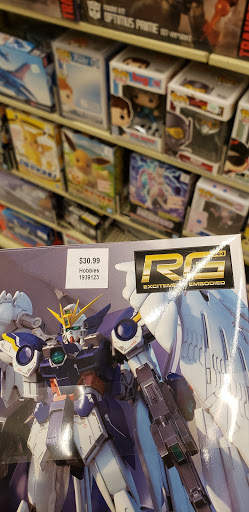 OPTIMUS PRIME
$30.99
Hobbies
1939123
RG
EXCITEMENT EMBODIED